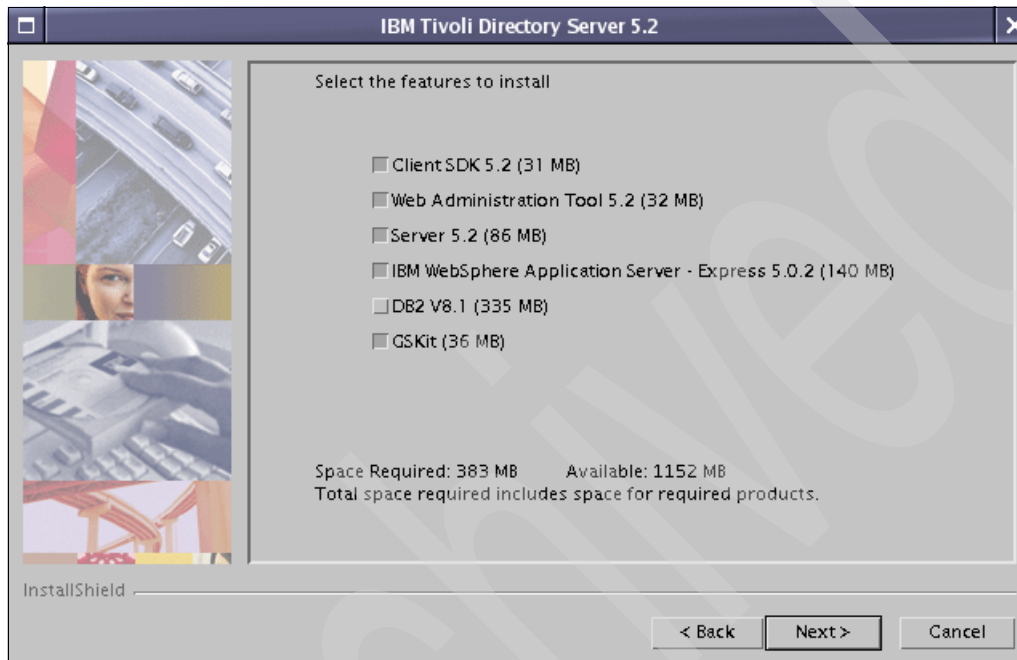 IBM Tivoli Directory Server 5.2
Select the features to install
Client SDK 5.2 (31 MB)
Web Administration Tool 5.2 (32 MB)
Server 5.2 (86 MB)
IBM WebSphere Application Server - Express 5.0.2 (140 MB)
DB2 V8.1 (335 MB)
GSKit (36 MB)
Space Required: 383 MB Available: 1152 MB
Total space required includes space for required products.
InstallShield
< Back Next > Cancel